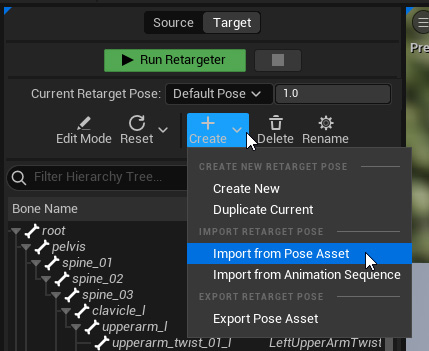 Source Target
Run Retargeter
Current Retarget Pose: Default Pose 1.0
Edit Mode Reset Create Delete Rename
CREATE NEW RETARGET POSE
Filter Hierarchy Tree...
Create New
Bone Name
Duplicate Current
root
IMPORT RETARGET POSE
pelvis
Import from Pose Asset
spine_01
Import from Animation Sequence
spine_02
EXPORT RETARGET POSE
spine_03
clavicle_l
Export Pose Asset
upperarm_l
upperarm_twist_01_l LeftUpperArmTwist